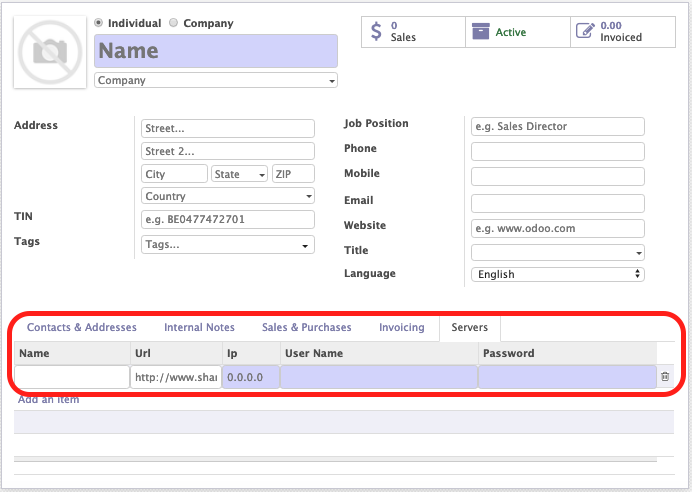 Individual Company
Name
Company
0
Sales
Active
0.00
Invoiced
Address
Street...
Street 2...
City State ZIP
Country
TIN e.g. BE0477472701
Tags Tags...
Job Position e.g. Sales Director
Phone
Mobile
Email
Website e.g. www.odoo.com
Title
Language English
Contacts & Addresses Internal Notes Sales & Purchases Invoicing Servers
Name Url Ip User Name Password
http://www.shar 0.0.0.0
Add an item